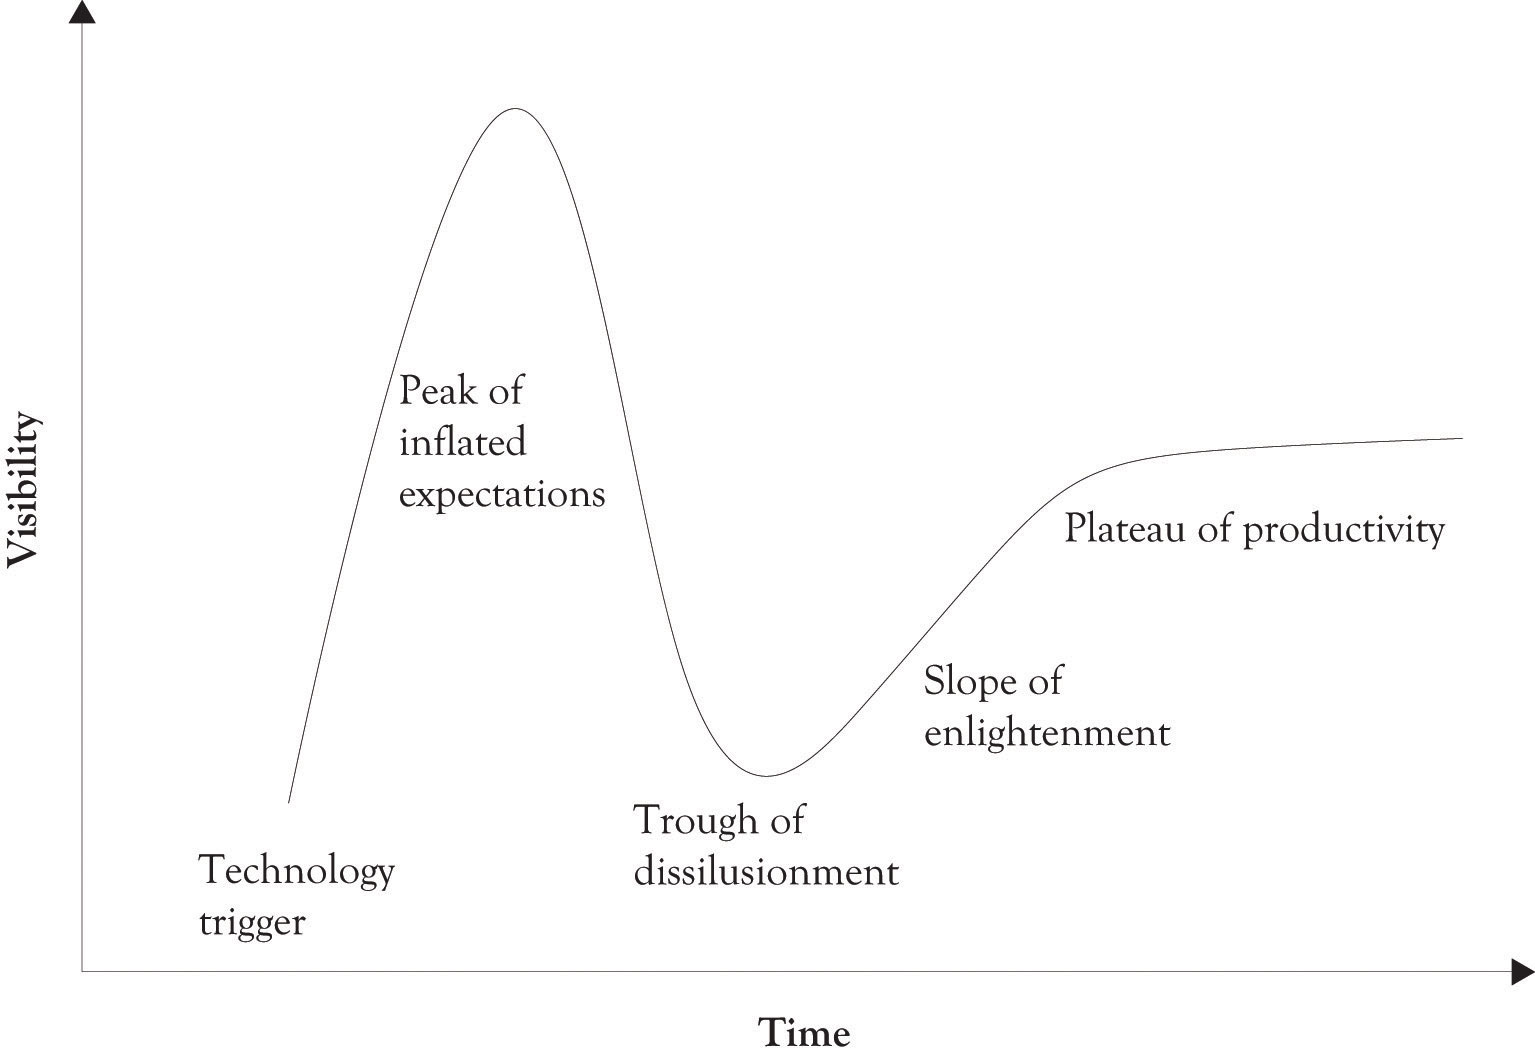 Visibility
Peak of
inflated
expectations
Plateau of productivity
Slope of
enlightenment
Trough of
dissilusionment
Technology
trigger
Time